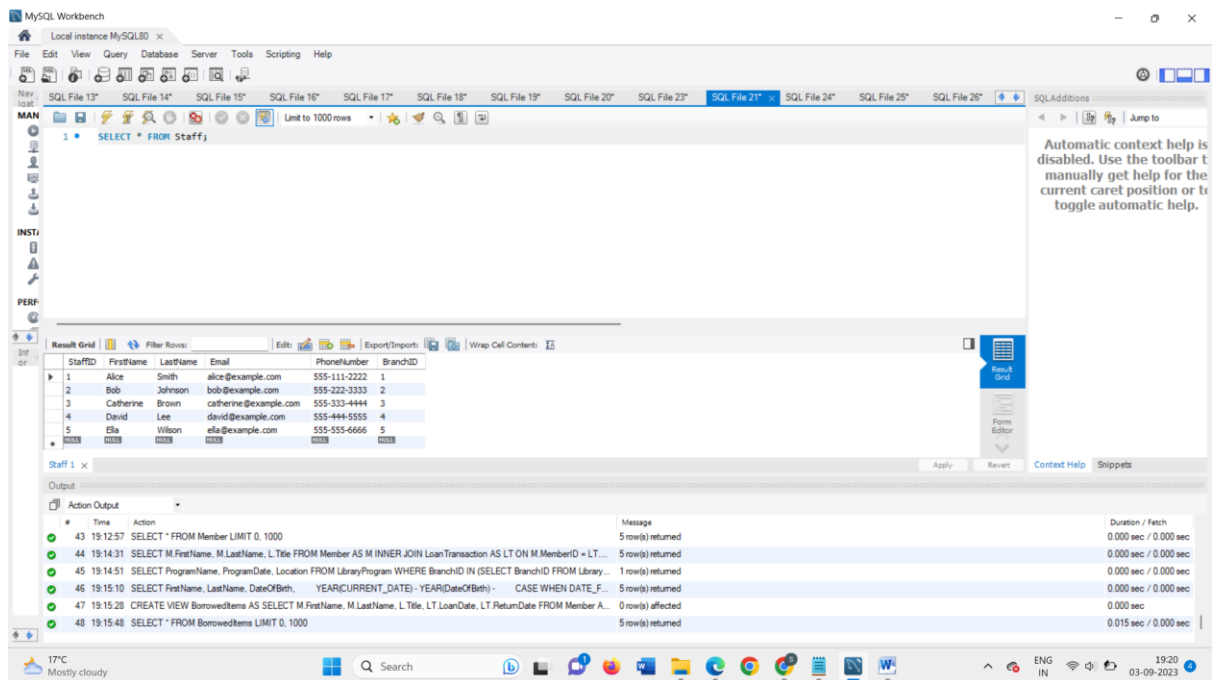 MySQL Workbench
Local instance MySQL80 ×
File Edit View Query Database Server Tools Scripting Help
Nav
igat
SQL File 13* SQL File 14* SQL File 15* SQL File 16* SQL File 17* SQL File 18* SQL File 19* SQL File 20* SQL File 23* SQL File 21* × SQL File 24* SQL File 25* SQL File 26* SQLAdditions
MAN
Limit to 1000 rows Jump to
1 SELECT * FROM Staff;
Automatic context help is
disabled. Use the toolbar t
manually get help for the
current caret position or to
toggle automatic help.
INSTA
PERF
Int
or
Result Grid Filter Rows: Edit: Export/Import: Wrap Cell Content:
Result
Grid
Form
Editor
StaffID FirstName LastName Email PhoneNumber BranchID
1 Alice Smith alice@example.com 555-111-2222 1
2 Bob Johnson bob@example.com 555-222-3333 2
3 Catherine Brown catherine@example.com 555-333-4444 3
4 David Lee david@example.com 555-444-5555 4
5 Ella Wilson ella@example.com 555-555-6666 5
NULL NULL NULL NULL NULL NULL
Staff 1 × Apply Revert Context Help Snippets
Output
Action Output
# Time Action Message Duration / Fetch
43 19:12:57 SELECT * FROM Member LIMIT 0, 1000 5 row(s) returned 0.000 sec / 0.000 sec
44 19:14:31 SELECT M.FirstName, M.LastName, L.Title FROM Member AS M INNER JOIN LoanTransaction AS LT ON M.MemberID = LT.... 5 row(s) returned 0.000 sec / 0.000 sec
45 19:14:51 SELECT ProgramName, ProgramDate, Location FROM LibraryProgram WHERE BranchID IN (SELECT BranchID FROM Library... 1 row(s) returned 0.000 sec / 0.000 sec
46 19:15:10 SELECT FirstName, LastName, DateOfBirth, YEAR(CURRENT_DATE) - YEAR(DateOfBirth) - CASE WHEN DATE_F... 5 row(s) returned 0.000 sec / 0.000 sec
47 19:15:28 CREATE VIEW BorrowedItems AS SELECT M.FirstName, M.LastName, L.Title, LT.LoanDate, LT.ReturnDate FROM Member A... 0 row(s) affected 0.000 sec
48 19:15:48 SELECT * FROM BorrowedItems LIMIT 0, 1000 5 row(s) returned 0.015 sec / 0.000 sec
17°C
Mostly cloudy
Search
ENG
IN
19:20
03-09-2023
4